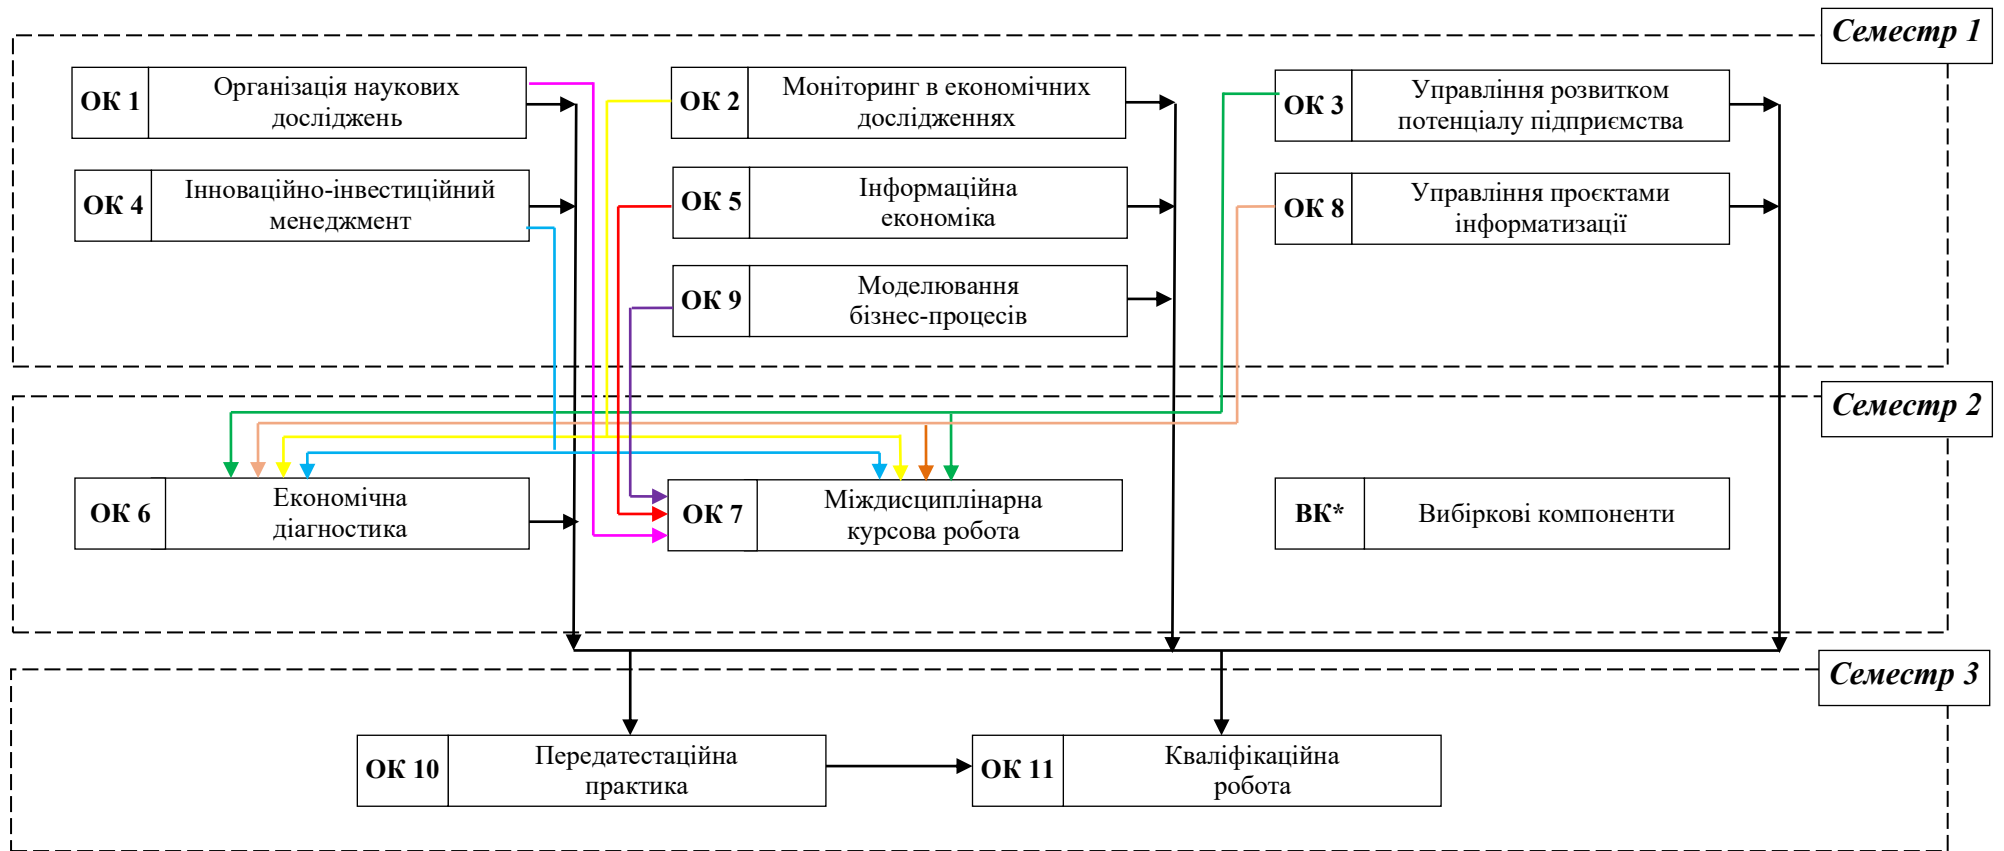 Семестр 1
ОК 1
Організація наукових
досліджень
ОК 2
Моніторинг в економічних
дослідженнях
ОК 3
Управління розвитком
потенціалу підприємства
ОК 4
Інноваційно-інвестиційний
менеджмент
ОК 5
Інформаційна
економіка
ОК 8
Управління проєктами
інформатизації
ОК 9
Моделювання
бізнес-процесів
Семестр 2
ОК 6
Економічна
діагностика
ОК 7
Міждисциплінарна
курсова робота
ВК*
Вибіркові компоненти
Семестр 3
ОК 10
Передатестаційна
практика
ОК 11
Кваліфікаційна
робота